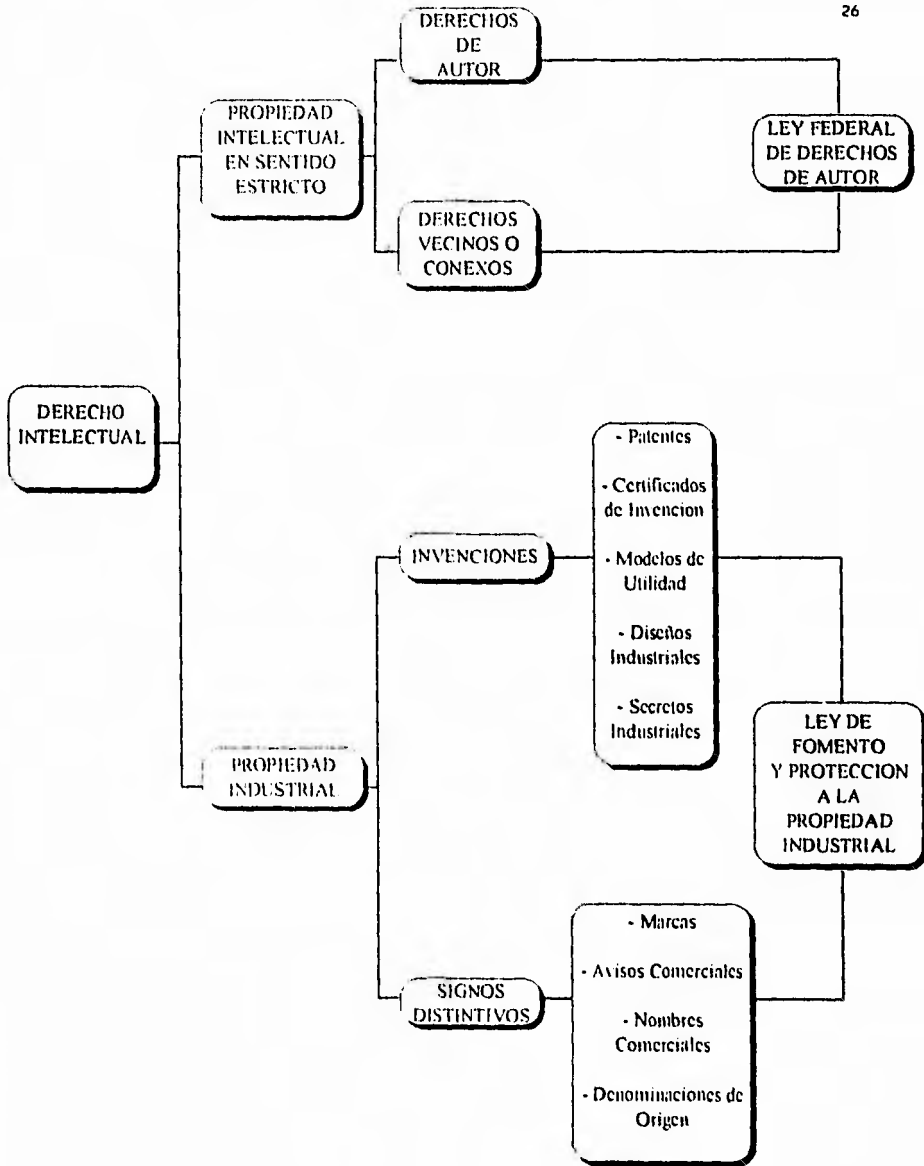 26
DERECHOS
DE
AUTOR
PROPIEDAD
INTELECTUAL
EN SENTIDO
ESTRICTO
LEY FEDERAL
DE DERECHOS
DE AUTOR
DERECHOS
VECINOS O
CONEXOS
DERECHO
INTELECTUAL
- Patentes
- Certificados
de Invencion
- Modelos de
Utilidad
- Diseños
Industriales
- Secretos
Industriales
INVENCIONES
PROPIEDAD
INDUSTRIAL
LEY DE
FOMENTO
Y PROTECCION
A LA
PROPIEDAD
INDUSTRIAL
SIGNOS
DISTINTIVOS
- Marcas
- Avisos Comerciales
- Nombres
Comerciales
- Denominaciones de
Origen